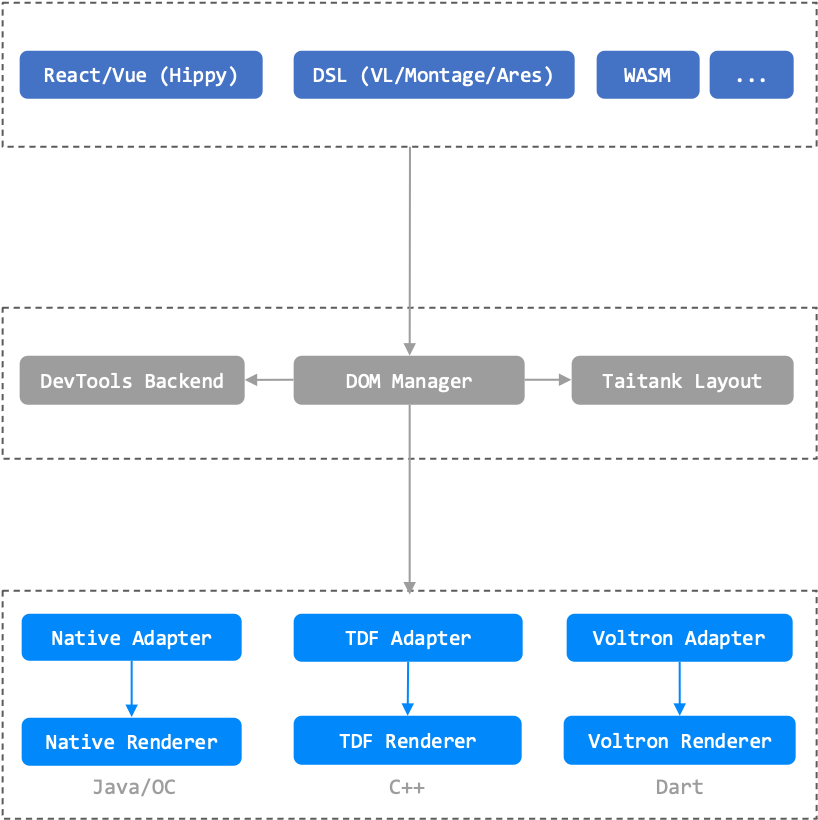 React/Vue (Hippy)
DSL (VL/Montage/Ares)
WASM
...
DevTools Backend
DOM Manager
Taitank Layout
Native Adapter
TDF Adapter
Voltron Adapter
Native Renderer
TDF Renderer
Voltron Renderer
Java/OC
C++
Dart